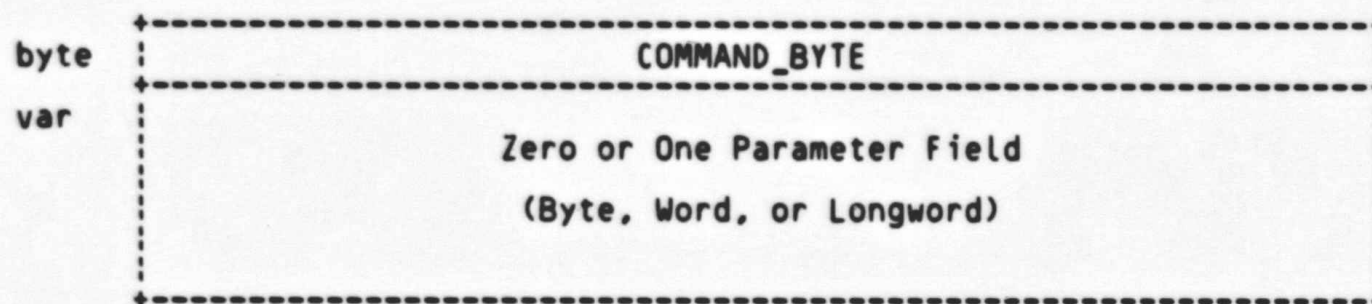 byte COMMAND_BYTE
var
Zero or One Parameter Field
(Byte, Word, or Longword)